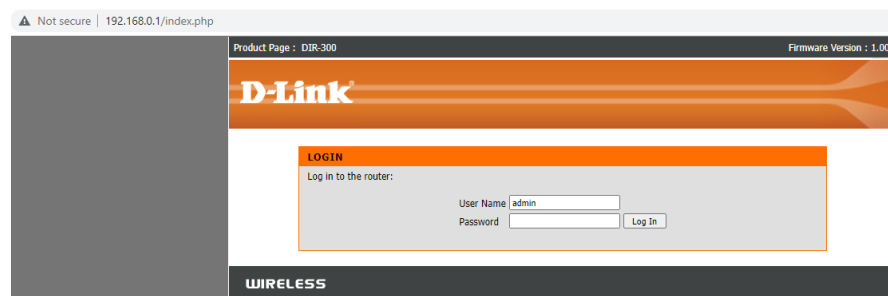 Not secure | 192.168.0.1/index.php
Product Page : DIR-300 Firmware Version : 1.00
D-Link
LOGIN
Log in to the router:
User Name admin
Password Log In
WIRELESS